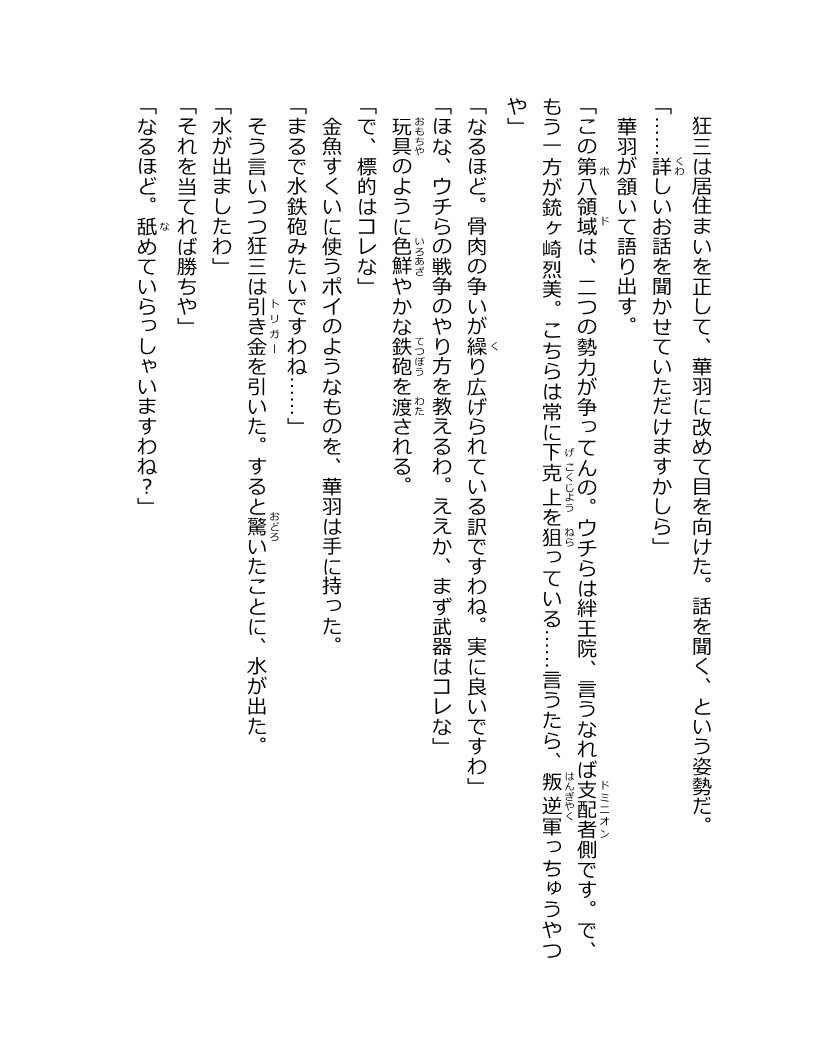 狂三は居住まいを正して、華羽に改めて目を向けた。話を聞く、という姿勢だ。
「……詳しいお話を聞かせていただけますかしら」
華羽が頷いて語り出す。
「この第八領域は、二つの勢力が争ってんの。ウチらは絆王院、言うなれば支配者側です。で、
もう一方が銃ヶ崎烈美。こちらは常に下克上を狙っている……言うたら、叛逆軍っちゅうやつ
や」
「なるほど。骨肉の争いが繰り広げられている訳ですわね。実に良いですわ」
「ほな、ウチらの戦争のやり方を教えるわ。ええか、まず武器はコレな」
玩具のように色鮮やかな鉄砲を渡される。
「で、標的はコレな」
金魚すくいに使うポイのようなものを、華羽は手に持った。
「まるで水鉄砲みたいですわね……」
そう言いつつ狂三は引き金を引いた。すると驚いたことに、水が出た。
「水が出ましたわ」
「それを当てれば勝ちや」
「なるほど。舐めていらっしゃいますわね？」